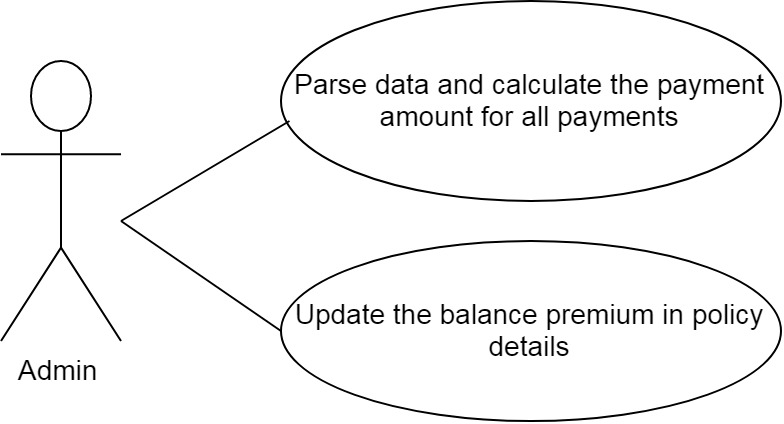 Parse data and calculate the payment
amount for all payments
Update the balance premium in policy
details
Admin